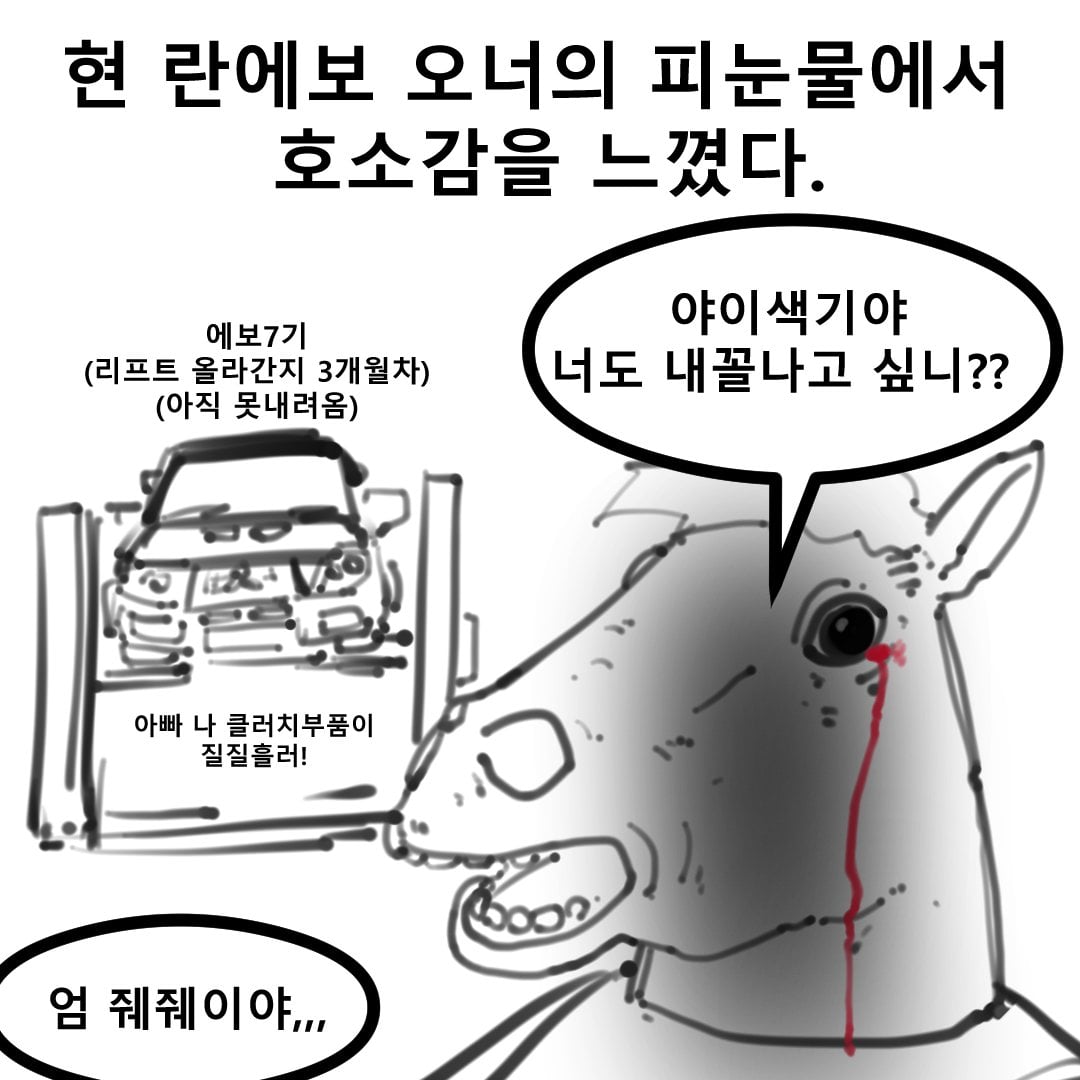 현 란에보 오너의 피눈물에서
호소감을 느꼈다.
야이색기야
너도 내꼴나고 싶니??
에보7기
(리프트 올라간지 3개월차)
(아직 못내려옴)
아빠 나 클러치부품이
질질흘러!
엄 줴줴이야,,,